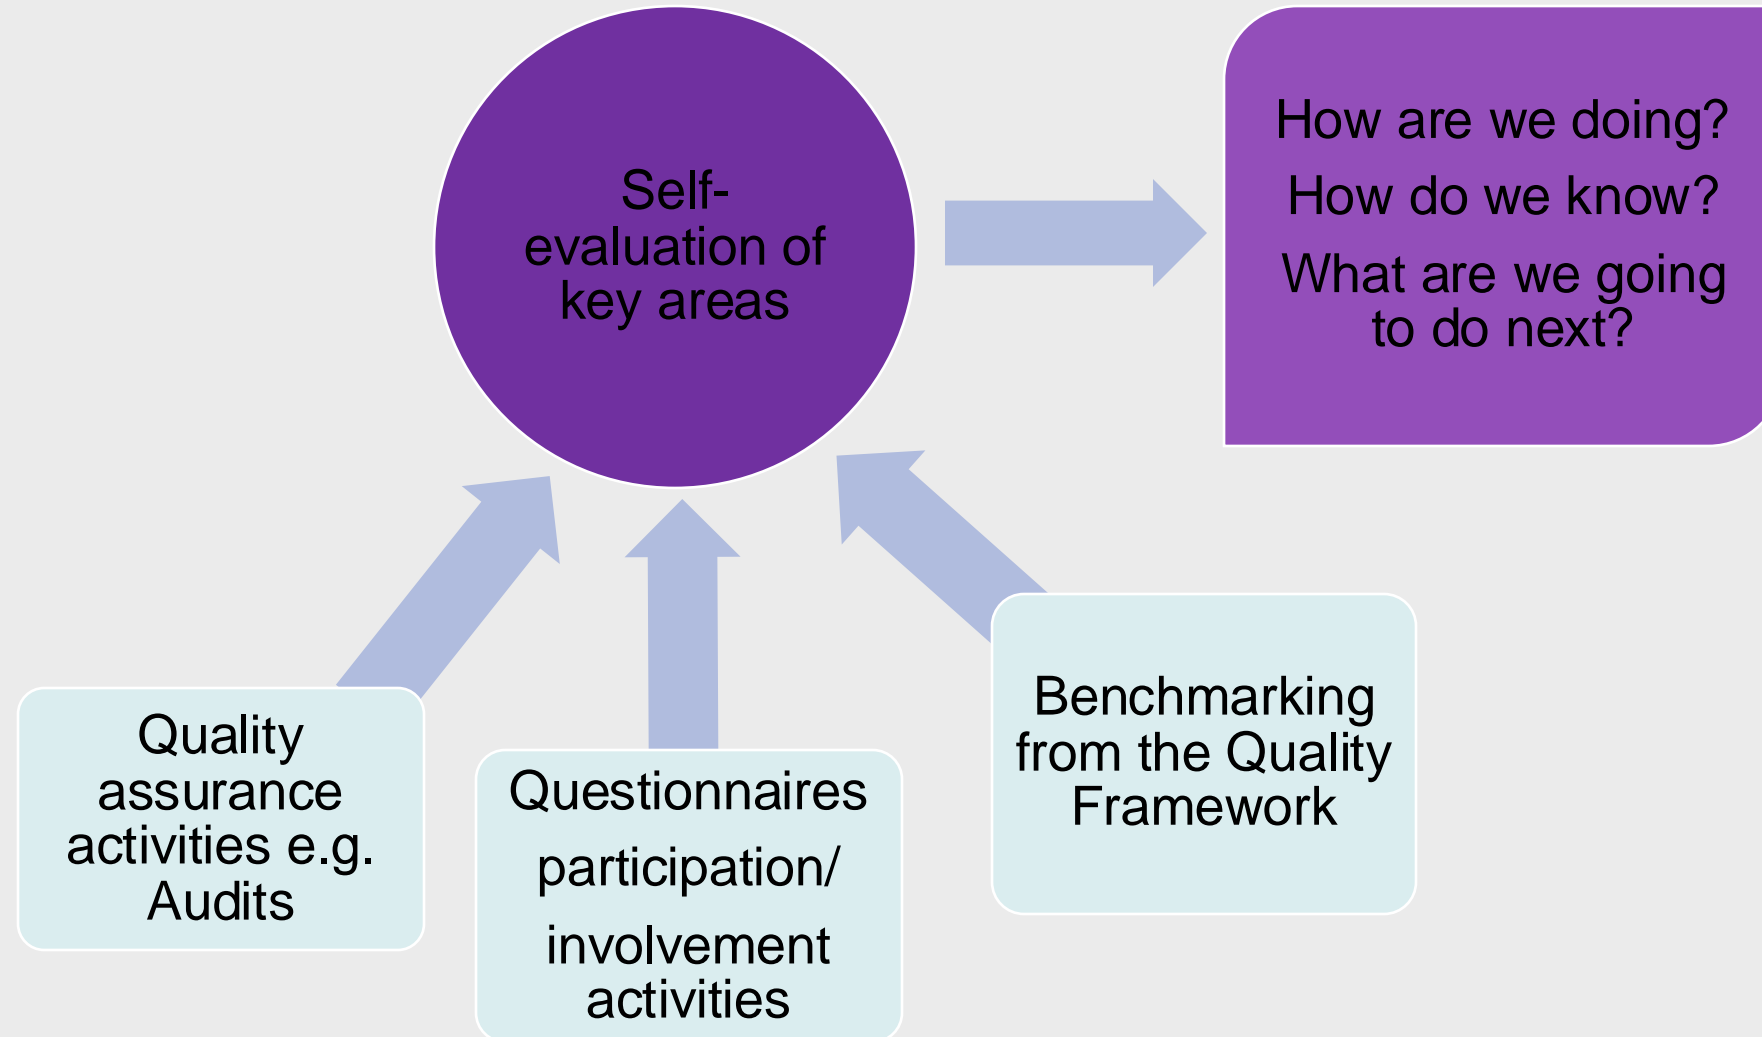 Self-
evaluation of
key areas
How are we doing?
How do we know?
What are we going
to do next?
Quality
assurance
activities e.g.
Audits
Questionnaires
participation/
involvement
activities
Benchmarking
from the Quality
Framework